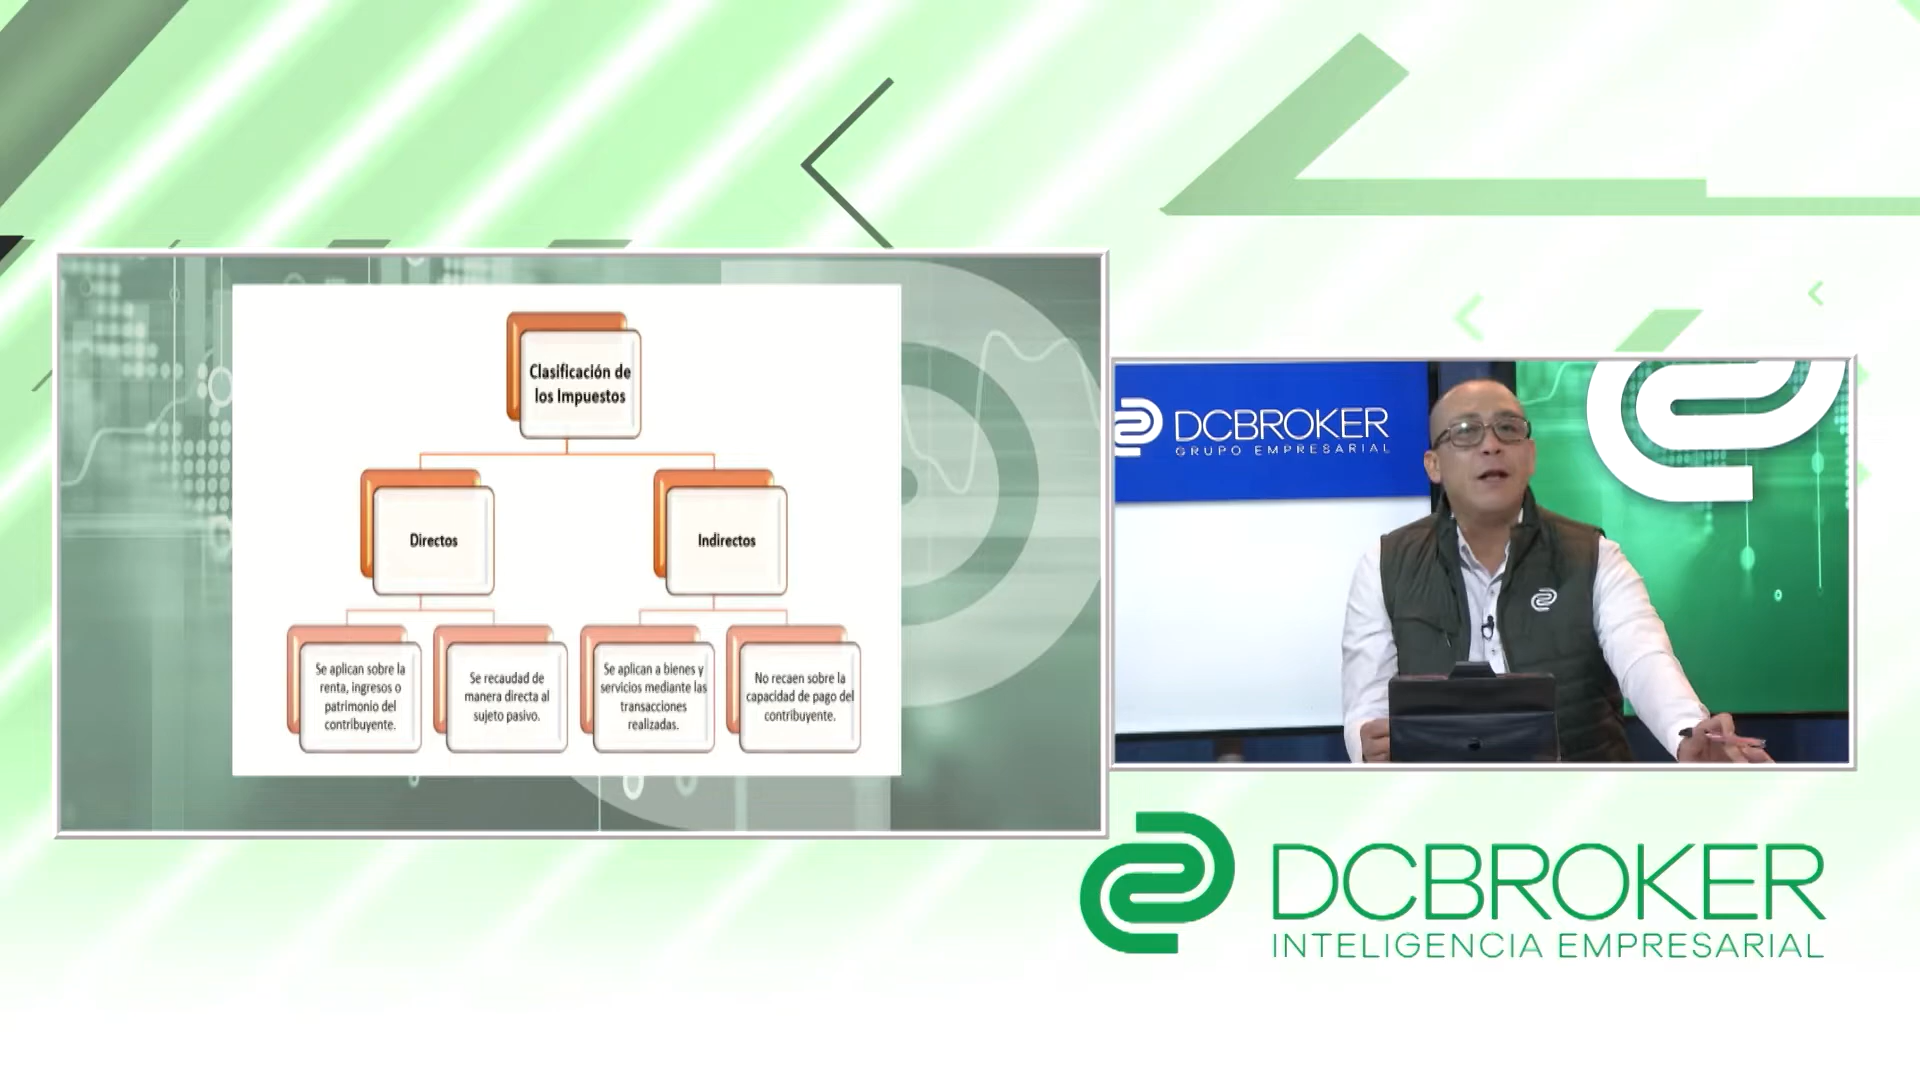 Clasificación de
los Impuestos
Directos
Indirectos
Se aplican sobre la
renta, ingresos o
patrimonio del
contribuyente.
Se recaudad de
manera directa al
sujeto pasivo.
Se aplican a bienes y
servicios mediante las
transacciones
realizadas.
No recaen sobre la
capacidad de pago del
contribuyente.
DCBROKER
GRUPO EMPRESARIAL
DCBROKER
INTELIGENCIA EMPRESARIAL